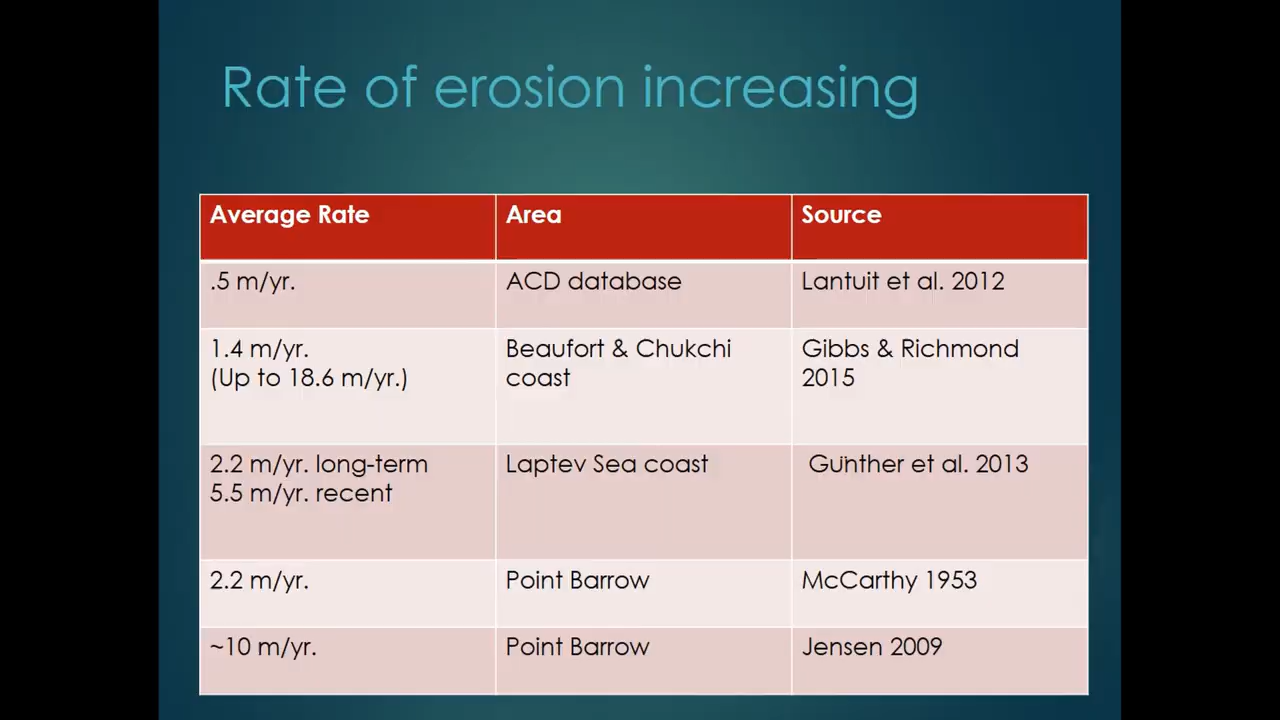 Rate of erosion increasing
Average Rate Area Source
.5 m/yr. ACD database Lantuit et al. 2012
1.4 m/yr. Beaufort & Chukchi Gibbs & Richmond
(Up to 18.6 m/yr.) coast 2015
2.2 m/yr. long-term Laptev Sea coast Gunther et al. 2013
5.5 m/yr. recent
2.2 m/yr. Point Barrow McCarthy 1953
~10 m/yr. Point Barrow Jensen 2009